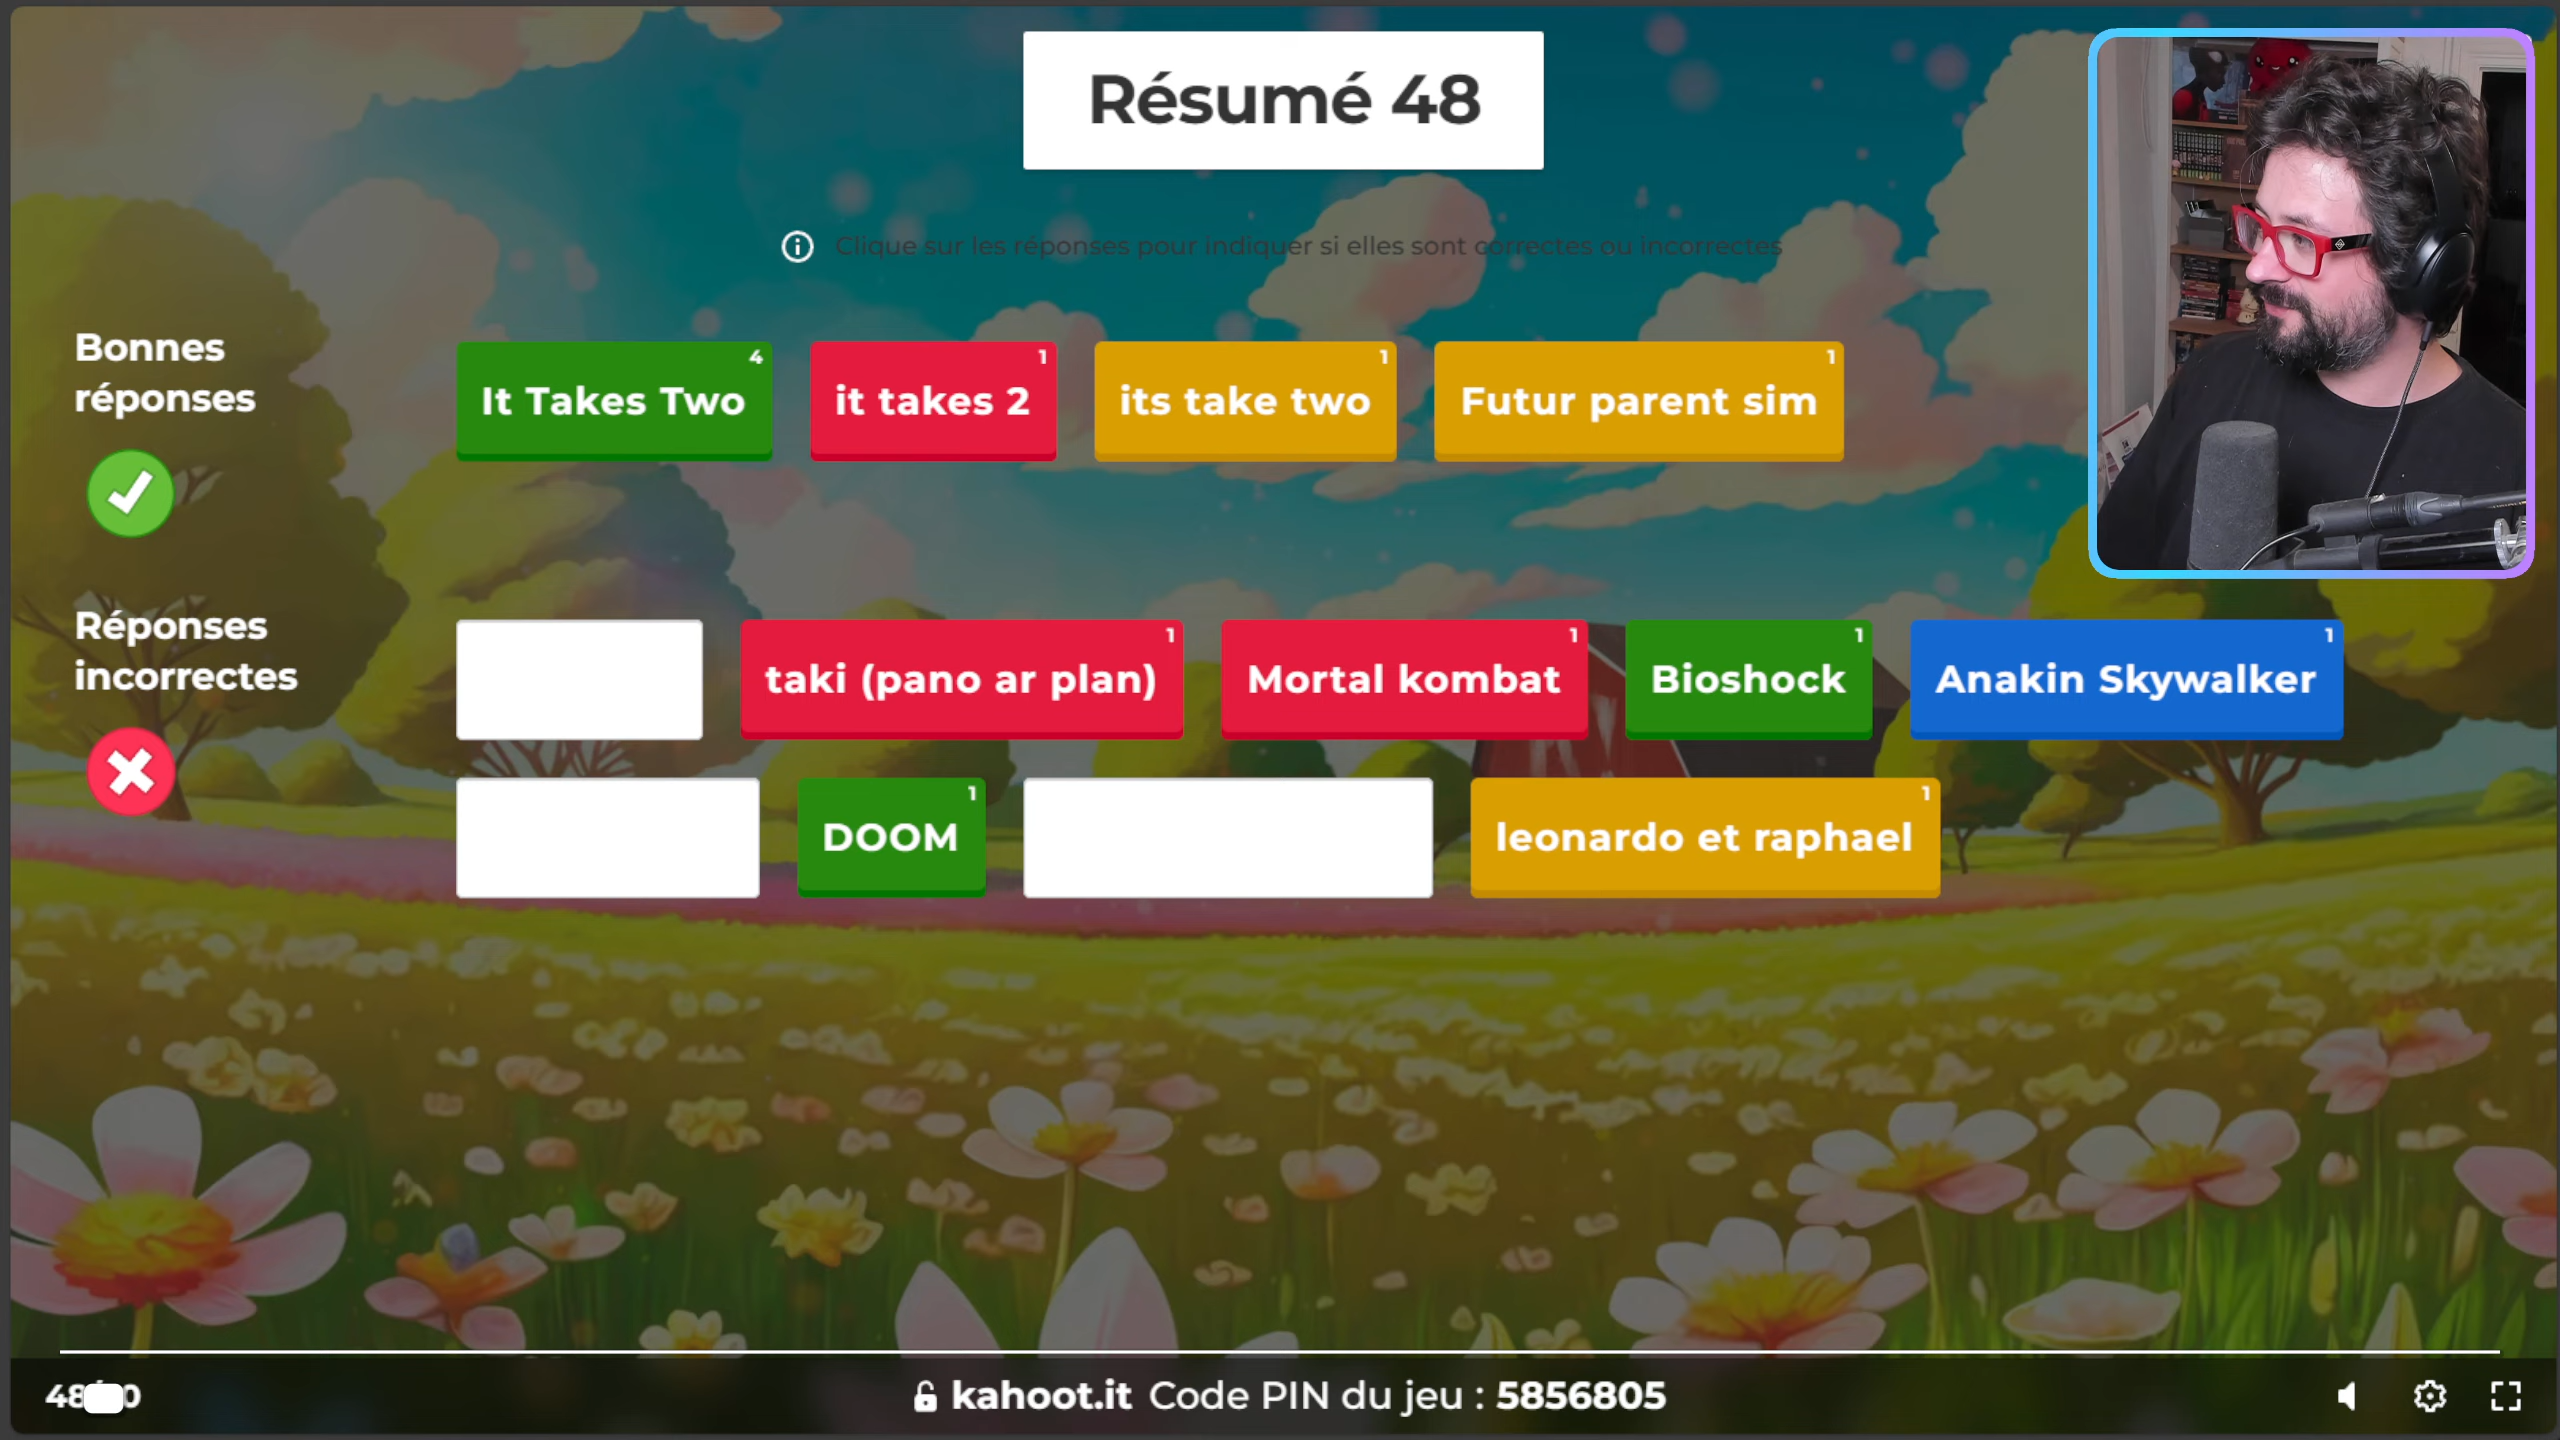 Résumé 48
Clique sur les réponses pour indiquer si elles sont correctes ou incorrectes
Bonnes
réponses
It Takes Two 4
it takes 2 1
its take two 1
Futur parent sim 1
Réponses
incorrectes
taki (pano ar plan) 1
Mortal kombat 1
Bioshock 1
Anakin Skywalker 1
DOOM 1
leonardo et raphael 1
kahoot.it Code PIN du jeu : 5856805